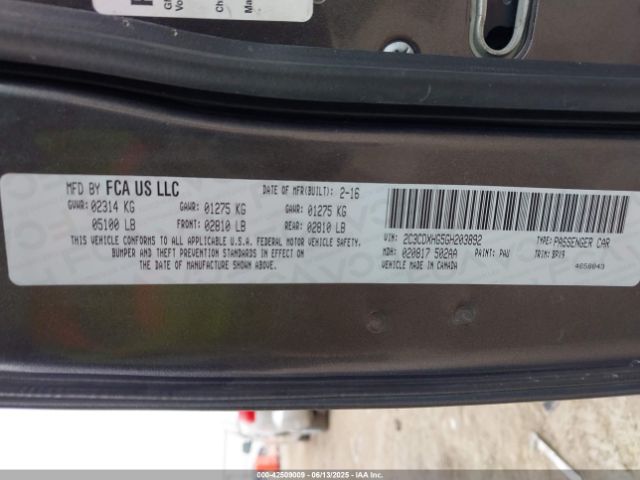 MFD BY FCA US LLC DATE OF MFR(BUILT): 2-16
GVWR: 02314 KG GAWR: 01275 KG GAWR: 01275 KG
05100 LB FRONT: 02810 LB REAR: 02810 LB
THIS VEHICLE CONFORMS TO ALL APPLICABLE U.S.A. FEDERAL MOTOR VEHICLE SAFETY,
BUMPER AND THEFT PREVENTION STANDARDS IN EFFECT ON
THE DATE OF MANUFACTURE SHOWN ABOVE.
VIN: 2C3CDXHG5GH203892 TYPE: PASSENGER CAR
MDH: 020817 502AA PAINT: PAU TRIM: BPI9
VEHICLE MADE IN CANADA 4658043
000-42509009 - 06/13/2025 - IAA Inc.